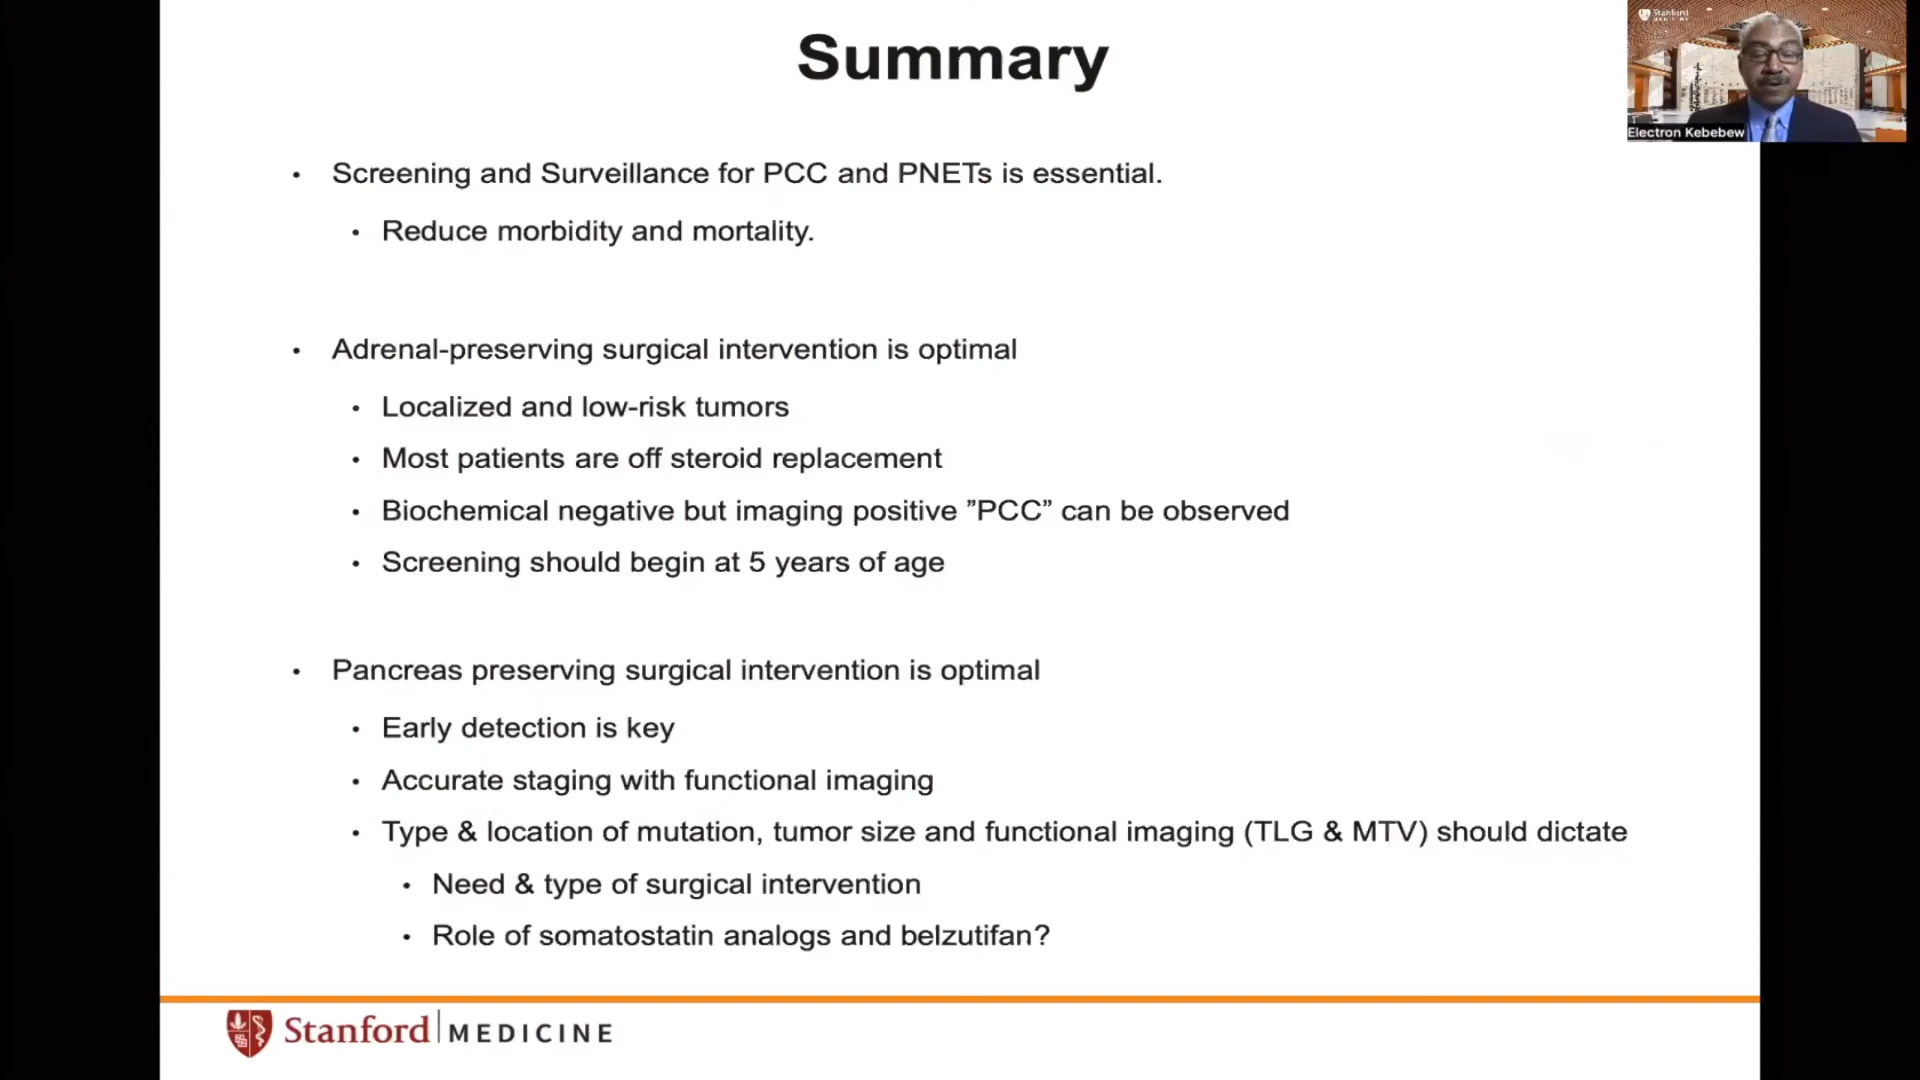 Summary
Stanford
Electron Kebebew
• Screening and Surveillance for PCC and PNETs is essential.
• Reduce morbidity and mortality.
• Adrenal-preserving surgical intervention is optimal
• Localized and low-risk tumors
• Most patients are off steroid replacement
• Biochemical negative but imaging positive ”PCC” can be observed
• Screening should begin at 5 years of age
• Pancreas preserving surgical intervention is optimal
• Early detection is key
• Accurate staging with functional imaging
• Type & location of mutation, tumor size and functional imaging (TLG & MTV) should dictate
• Need & type of surgical intervention
• Role of somatostatin analogs and belzutifan?
Stanford MEDICINE